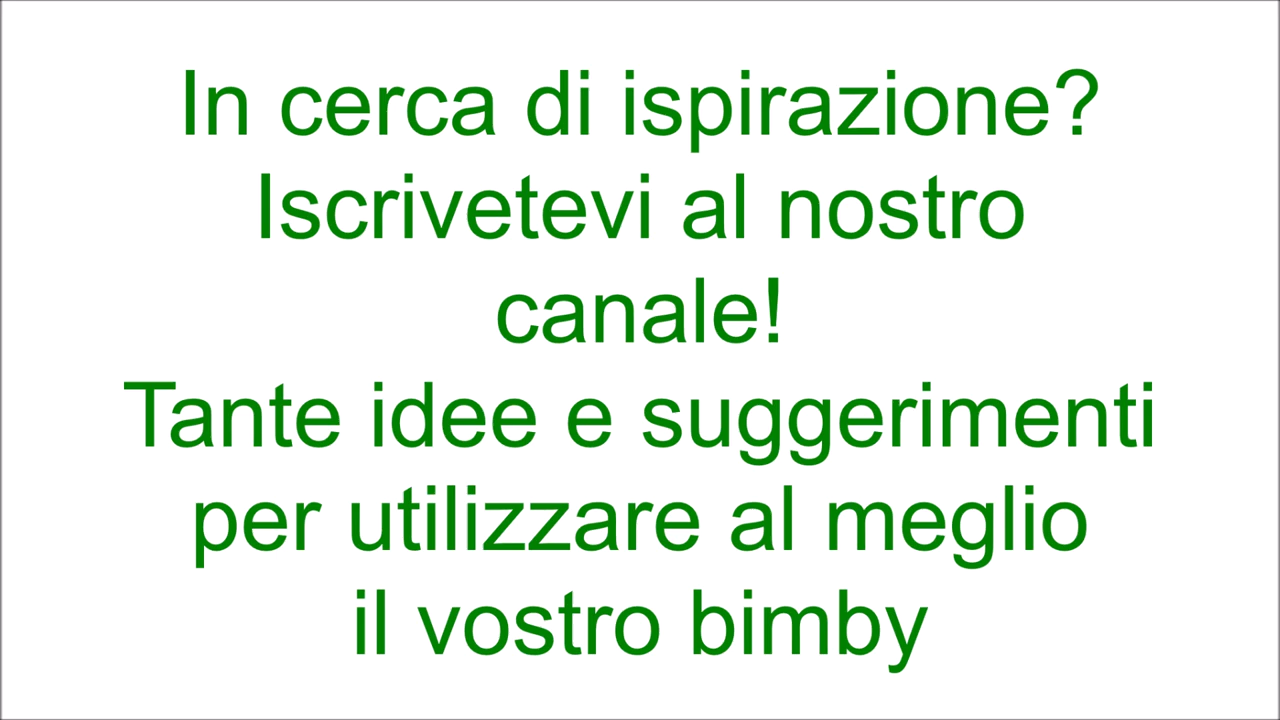 In cerca di ispirazione?
Iscrivetevi al nostro
canale!
Tante idee e suggerimenti
per utilizzare al meglio
il vostro bimby